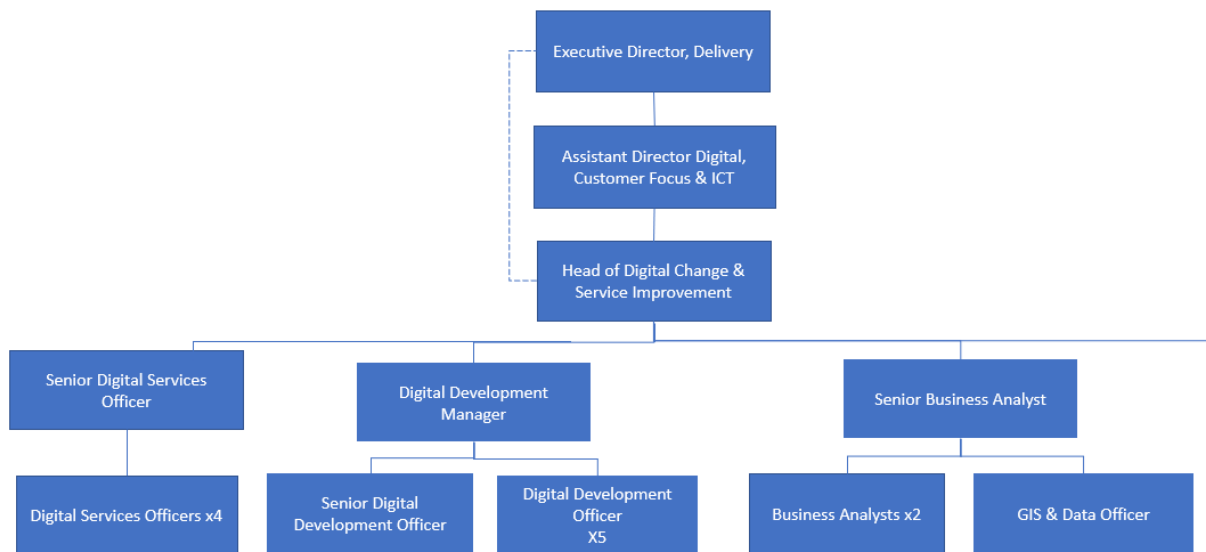 Executive Director, Delivery
Assistant Director Digital,
Customer Focus & ICT
Head of Digital Change &
Service Improvement
Senior Digital Services
Officer
Digital Development
Manager
Senior Business Analyst
Digital Services Officers x4
Senior Digital
Development Officer
Digital Development
Officer
X5
Business Analysts x2
GIS & Data Officer